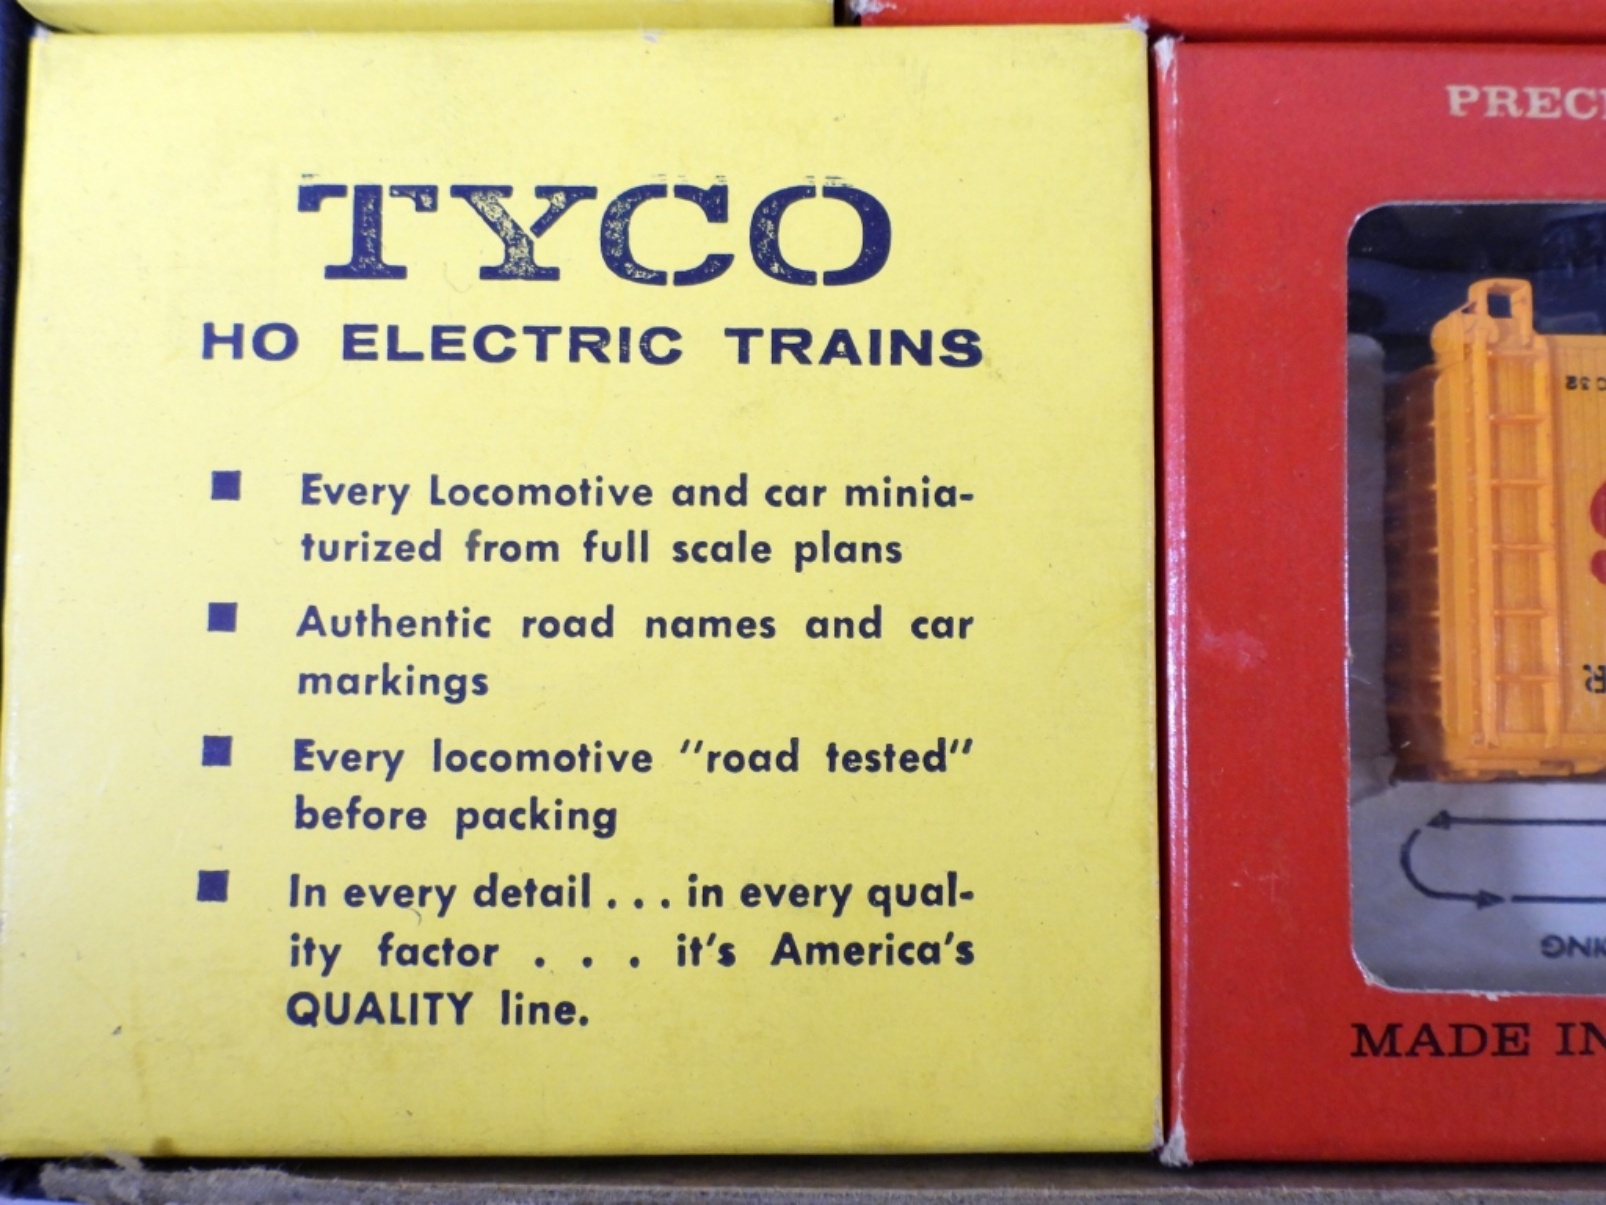 TYCO
HO ELECTRIC TRAINS
■ Every Locomotive and car minia-
turized from full scale plans
■ Authentic road names and car
markings
■ Every locomotive "road tested"
before packing
■ In every detail . . . in every qual-
ity factor . . . it's America's
QUALITY line.
MADE IN